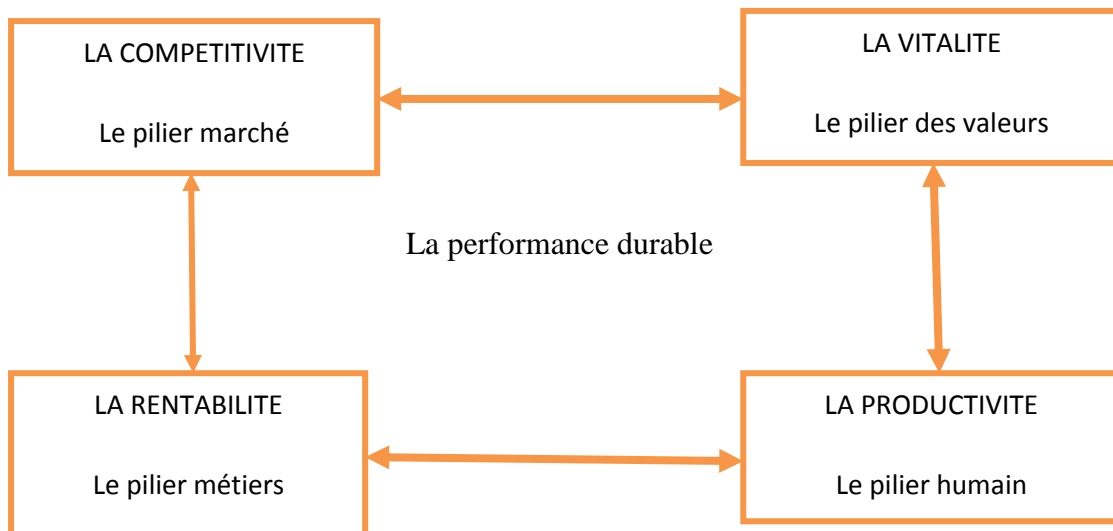 LA COMPETITIVITE
Le pilier marché
LA VITALITE
Le pilier des valeurs
La performance durable
LA RENTABILITE
Le pilier métiers
LA PRODUCTIVITE
Le pilier humain